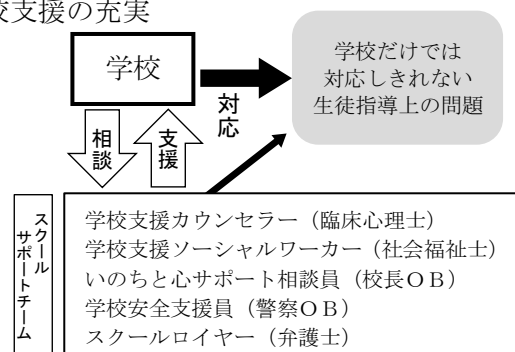 校支援の充実
学校
学校だけでは
対応しきれない
生徒指導上の問題
対応
相談
支援
スクール
サポートチーム
学校支援カウンセラー（臨床心理士）
学校支援ソーシャルワーカー（社会福祉士）
いのちと心サポート相談員（校長ＯＢ）
学校安全支援員（警察ＯＢ）
スクールロイヤー（弁護士）